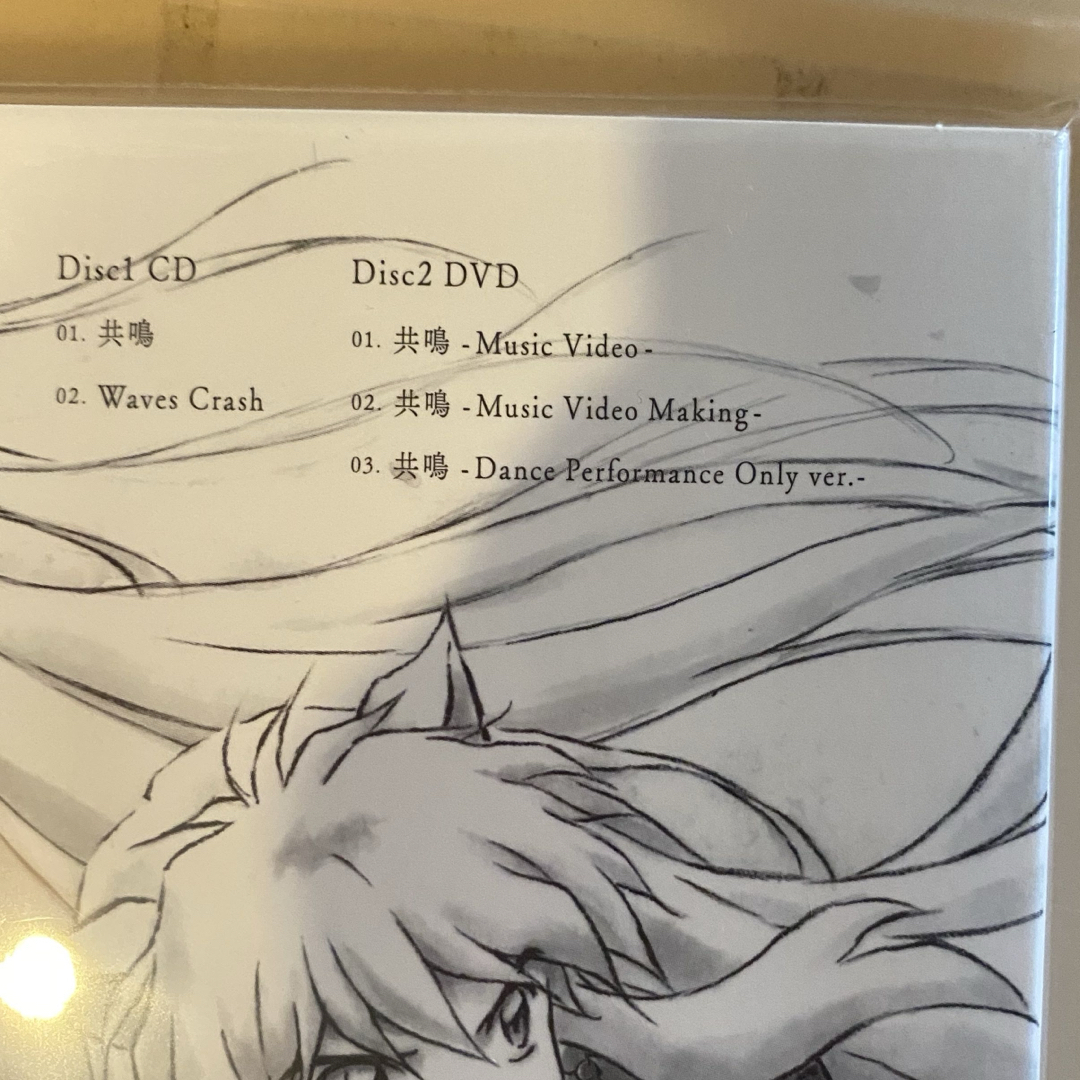 Disc1 CD
01. 共鳴
02. Waves Crash
Disc2 DVD
01. 共鳴 -Music Video-
02. 共鳴 -Music Video Making-
03. 共鳴 -Dance Performance Only ver.-